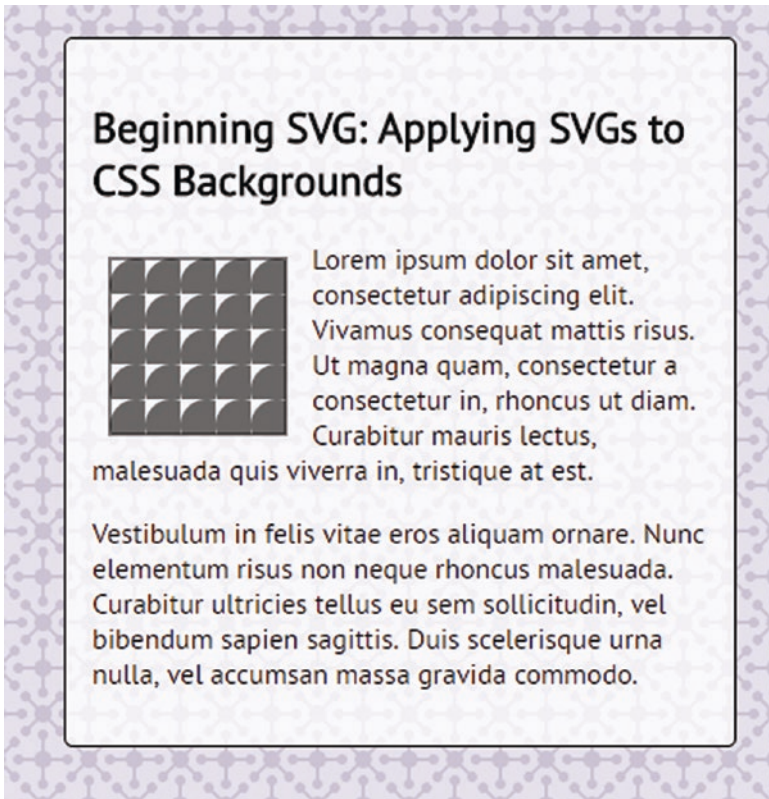 Beginning SVG: Applying SVGs to
CSS Backgrounds
Lorem ipsum dolor sit amet,
consectetur adipiscing elit.
Vivamus consequat mattis risus.
Ut magna quam, consectetur a
consectetur in, rhoncus ut diam.
Curabitur mauris lectus,
malesuada quis viverra in, tristique at est.
Vestibulum in felis vitae eros aliquam ornare. Nunc
elementum risus non neque rhoncus malesuada.
Curabitur ultricies tellus eu sem sollicitudin, vel
bibendum sapien sagittis. Duis scelerisque urna
nulla, vel accumsan massa gravida commodo.